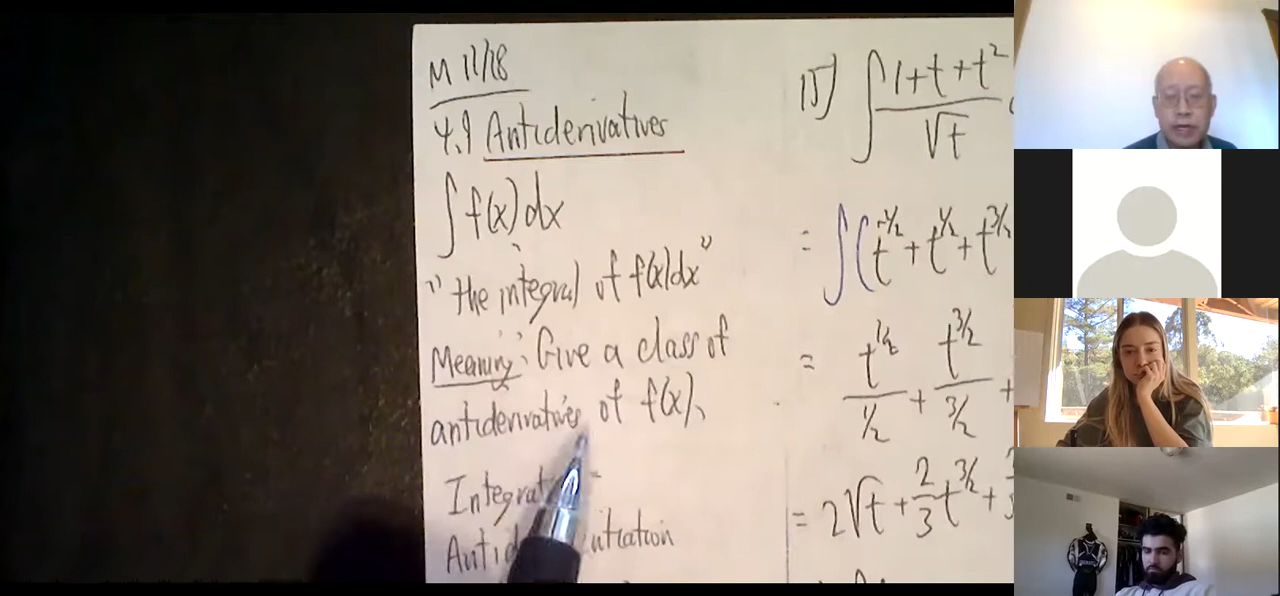 M 11/18
4.9 Antiderivatives
∫ f(x) dx
"the integral of f(x)dx"
Meaning: Give a class of
antiderivatives of f(x).
15) ∫ 1+t+t² / √t
= ∫ (t^-1/2 + t^1/2 + t^3/2
= t^1/2 / 1/2 + t^3/2 / 3/2 +
= 2√t + 2/3 t^3/2 +